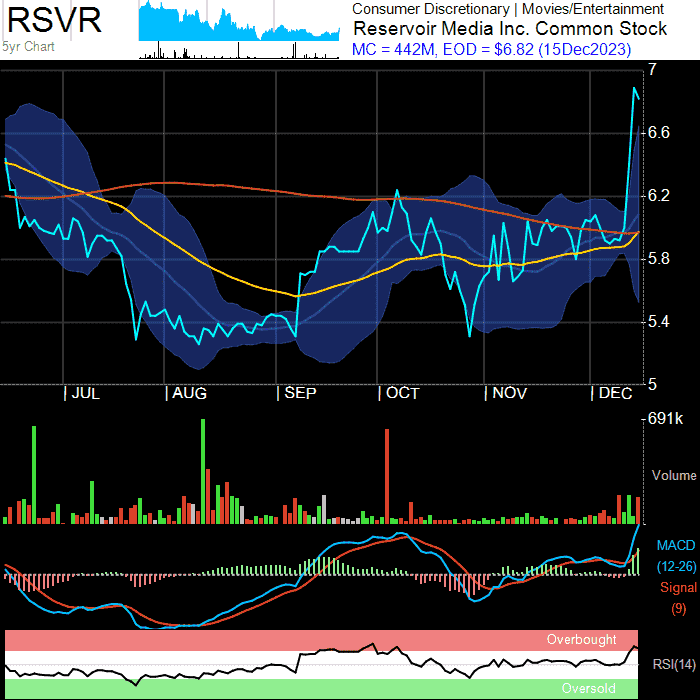 RSVR
5yr Chart
Consumer Discretionary | Movies/Entertainment
Reservoir Media Inc. Common Stock
MC = 442M, EOD = $6.82 (15Dec2023)
7
6.6
6.2
5.8
5.4
5
| JUL | AUG | SEP | OCT | NOV | DEC
691k
Volume
MACD
(12-26)
Signal
(9)
Overbought
RSI(14)
Oversold